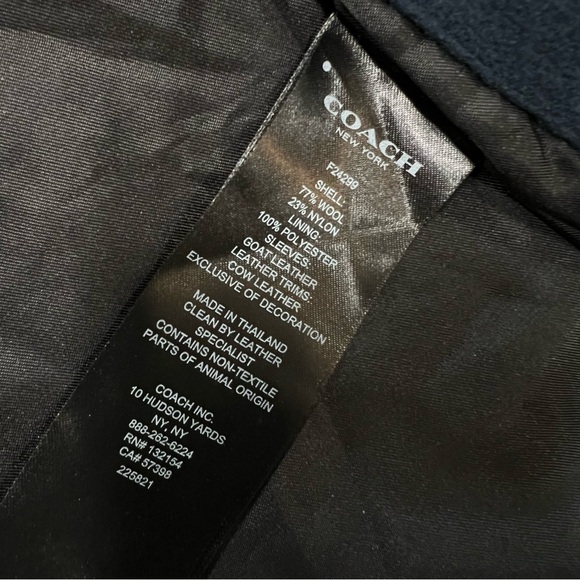 COACH
NEW YORK
F24299
SHELL:
77% WOOL
23% NYLON
LINING:
100% POLYESTER
SLEEVES:
GOAT LEATHER
LEATHER TRIMS:
COW LEATHER
EXCLUSIVE OF DECORATION
MADE IN THAILAND
CLEAN BY LEATHER
SPECIALIST
CONTAINS NON-TEXTILE
PARTS OF ANIMAL ORIGIN
COACH INC.
10 HUDSON YARDS
NY, NY
888-262-6224
RN# 132154
CA# 57398
225821